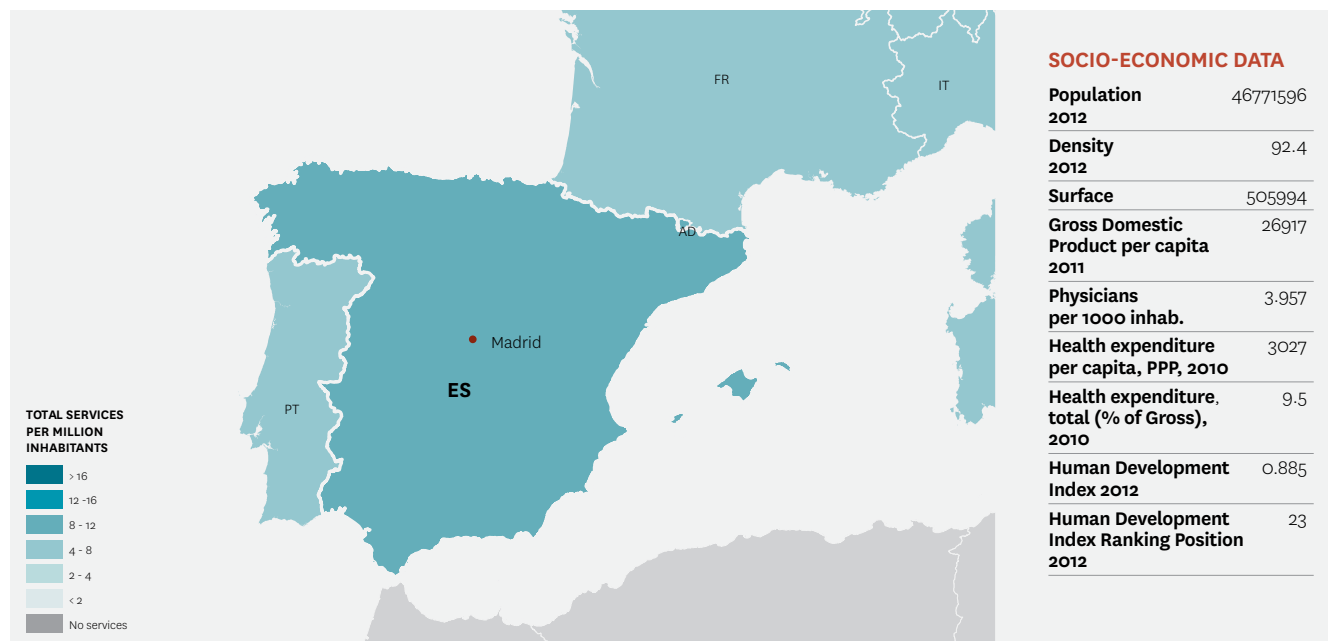 FR
IT
AD
Madrid
ES
PT
TOTAL SERVICES
PER MILLION
INHABITANTS
> 16
12 -16
8 - 12
4 - 8
2 - 4
< 2
No services
SOCIO-ECONOMIC DATA
Population 46771596
2012
Density 92.4
2012
Surface 505994
Gross Domestic 26917
Product per capita
2011
Physicians 3.957
per 1000 inhab.
Health expenditure 3027
per capita, PPP, 2010
Health expenditure, 9.5
total (% of Gross),
2010
Human Development 0.885
Index 2012
Human Development 23
Index Ranking Position
2012